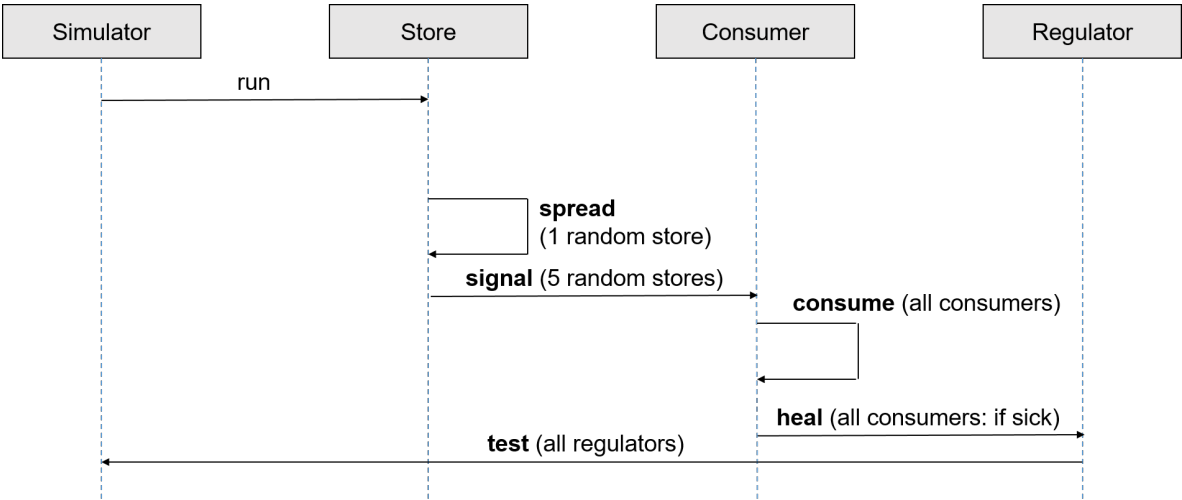 Simulator
Store
Consumer
Regulator
run
spread
(1 random store)
signal (5 random stores)
consume (all consumers)
heal (all consumers: if sick)
test (all regulators)